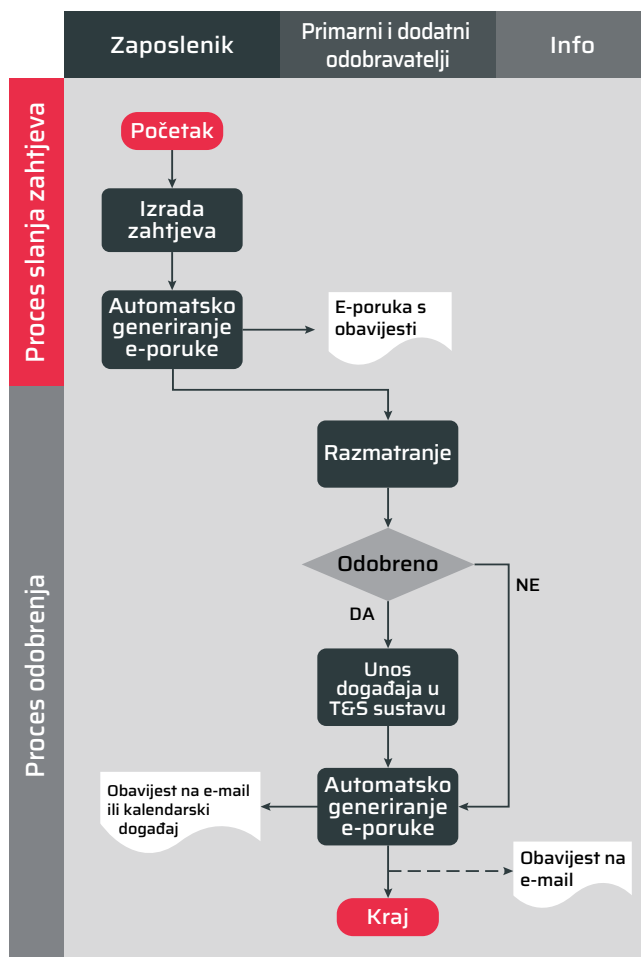 Zaposlenik
Primarni i dodatni
odobravatelji
Info
Proces slanja zahtjeva
Početak
Izrada
zahtjeva
Automatsko
generiranje
e-poruke
E-poruka s
obavijesti
Proces odobrenja
Razmatranje
Odobreno
NE
DA
Unos
događaja u
T&S sustavu
Automatsko
generiranje
e-poruke
Obavijest na e-mail
ili kalendarski
događaj
Obavijest na
e-mail
Kraj